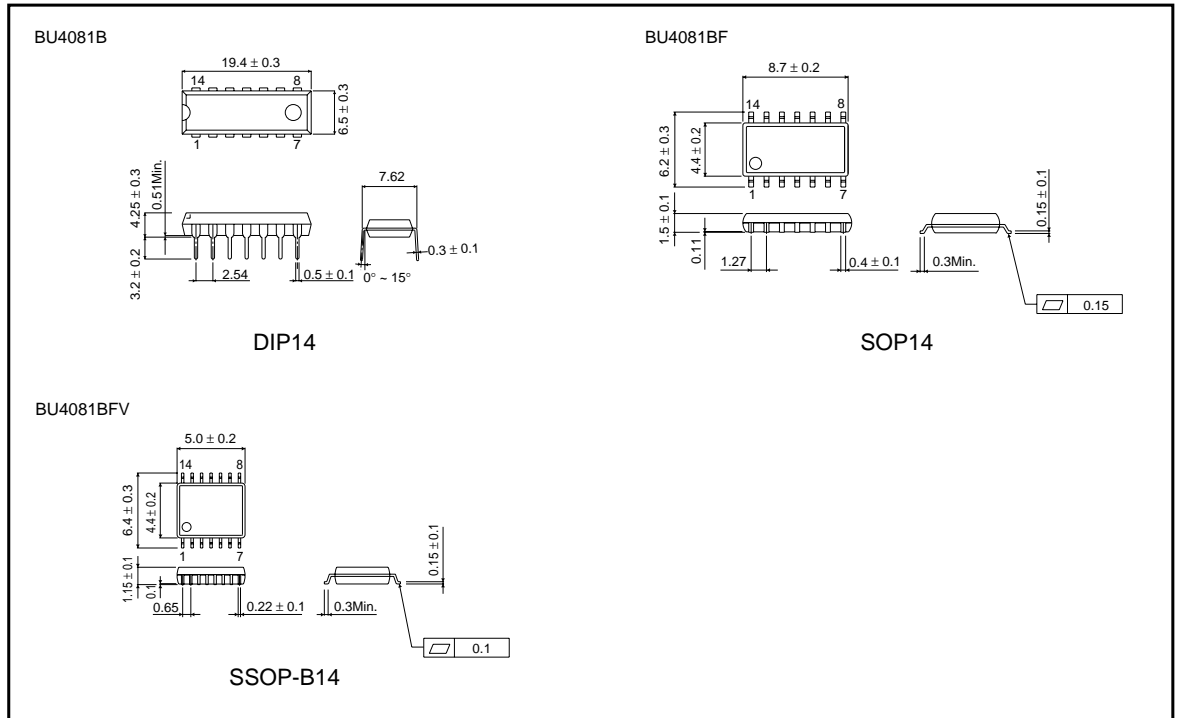 BU4081B
19.4 ± 0.3
14 8
6.5 ± 0.3
1 7
4.25 ± 0.3
0.51Min.
3.2 ± 0.2
2.54
0.5 ± 0.1
7.62
0.3 ± 0.1
0° ~ 15°
DIP14
BU4081BF
8.7 ± 0.2
14 8
6.2 ± 0.3
4.4 ± 0.2
1 7
1.5 ± 0.1
0.11
1.27
0.4 ± 0.1
0.3Min.
0.15 ± 0.1
0.15
SOP14
BU4081BFV
5.0 ± 0.2
14 8
6.4 ± 0.3
4.4 ± 0.2
1 7
1.15 ± 0.1
0.1
0.65
0.22 ± 0.1
0.3Min.
0.15 ± 0.1
0.1
SSOP-B14